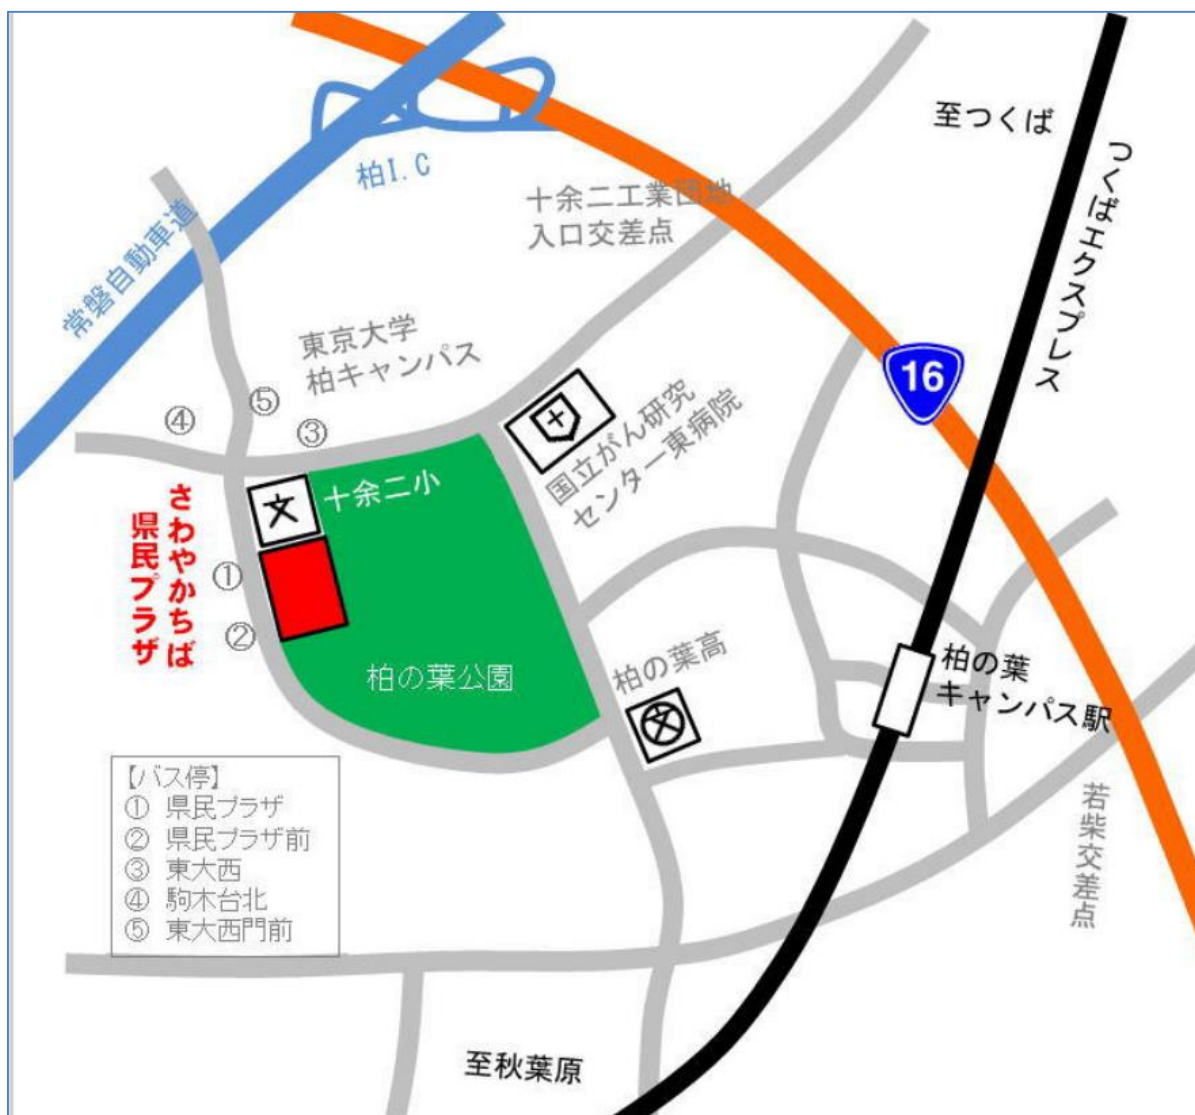 至つくば
つくばエクスプレス
柏I.C
十余二工業団地
入口交差点
常磐自動車道
東京大学
柏キャンパス
16
⑤
④
③
国立がん研究
センター東病院
文
十余二小
さわやかちば
県民プラザ
①
②
柏の葉公園
柏の葉高
文
柏の葉
キャンパス駅
【バス停】
① 県民プラザ
② 県民プラザ前
③ 東大西
④ 駒木台北
⑤ 東大西門前
若柴交差点
至秋葉原